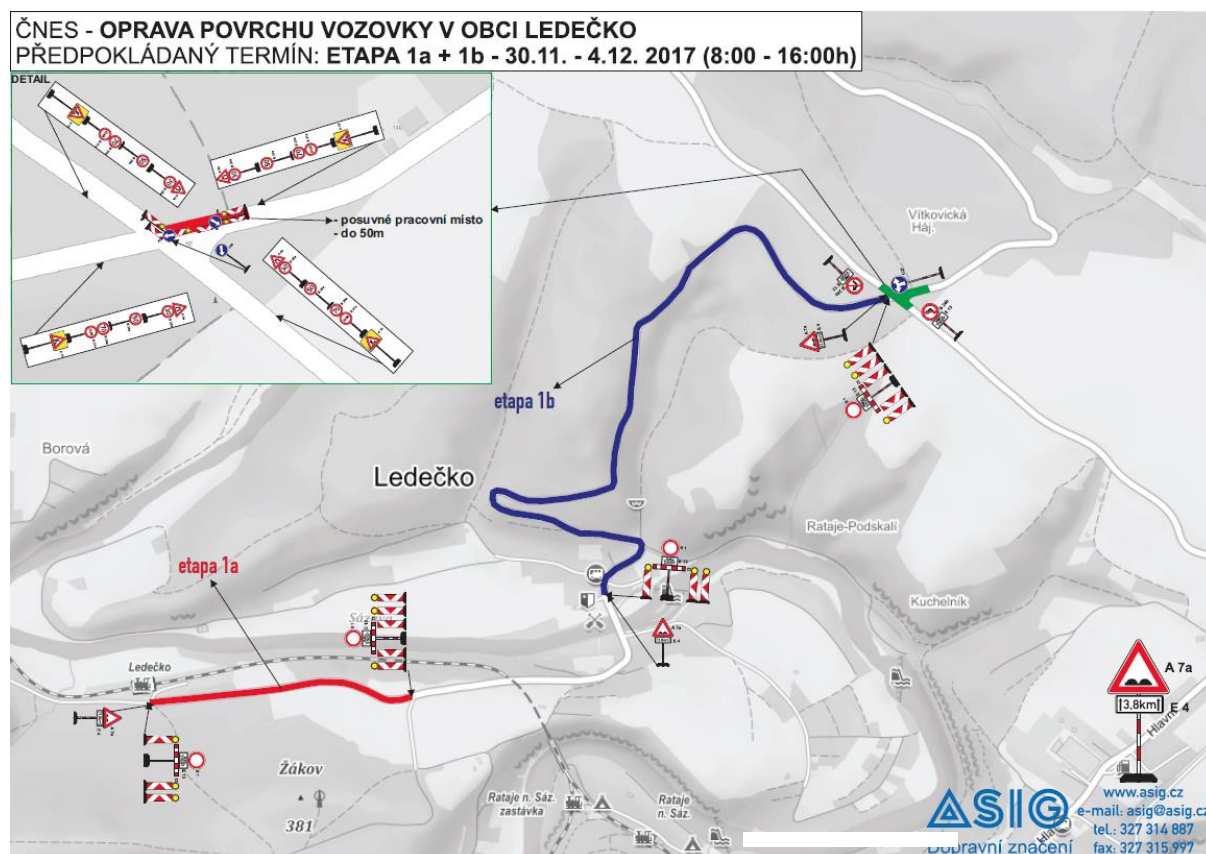 ČNES - OPRAVA POVRCHU VOZOVKY V OBCI LEDEČKO
PŘEDPOKLÁDANÝ TERMÍN: ETAPA 1a + 1b - 30.11. - 4.12. 2017 (8:00 - 16:00h)
DETAIL
- posuvné pracovní místo
- do 50m
Vítkovická
Háj.
etapa 1b
Borová
Ledečko
Rataje-Podskalí
etapa 1a
Sázava
Kuchelník
Ledečko
A 7a
3,8km
E 4
Hlavní
Žákov
381
Rataje n. Sáz.
zastávka
Rataje
n. Sáz.
ASIG
Dopravní značení
www.asig.cz
e-mail: asig@asig.cz
tel.: 327 314 887
fax: 327 315 997